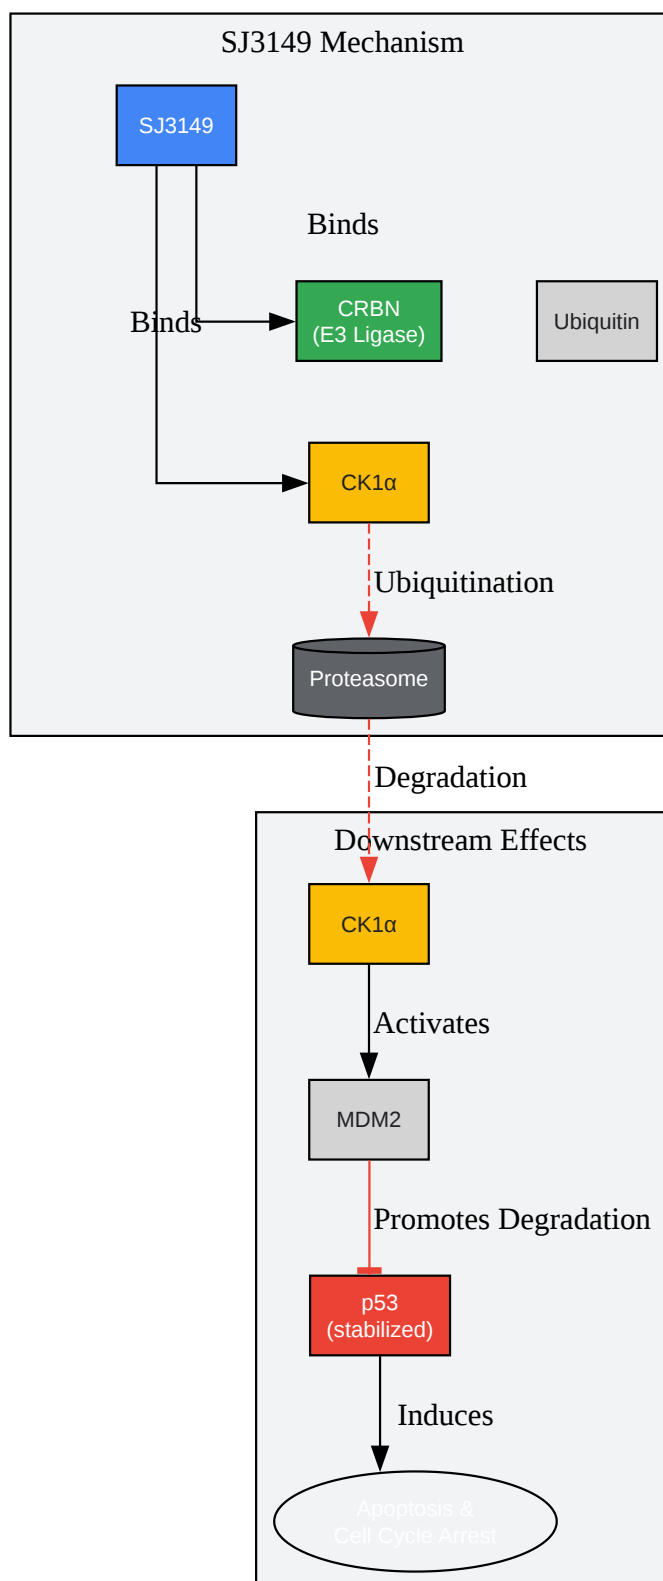 SJ3149 Mechanism
SJ3149
Binds
Binds
CRBN
(E3 Ligase)
Ubiquitin
CK1α
Ubiquitination
Proteasome
Degradation
Downstream Effects
CK1α
Activates
MDM2
Promotes Degradation
p53
(stabilized)
Induces
Apoptosis &
Cell Cycle Arrest